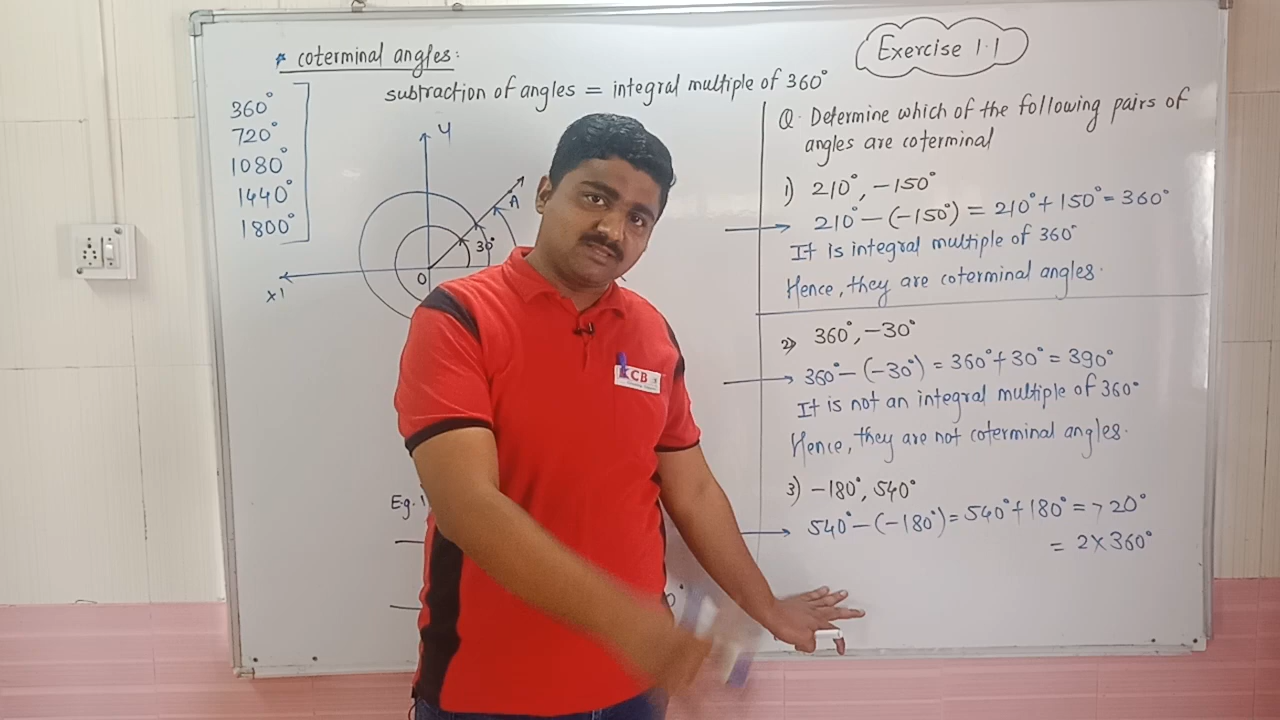 * coterminal angles:
subtraction of angles = integral multiple of 360°
360°
720°
1080°
1440°
1800°
Y
A
30°
O
X1
E.g.
KCB
Exercise 1.1
Q. Determine which of the following pairs of
angles are coterminal
1) 210°, -150°
210° - (-150°) = 210° + 150° = 360°
It is integral multiple of 360°
Hence, they are coterminal angles.
2) 360°, -30°
360° - (-30°) = 360° + 30° = 390°
It is not an integral multiple of 360°
Hence, they are not coterminal angles.
3) -180°, 540°
540° - (-180°) = 540° + 180° = 720°
= 2 X 360°